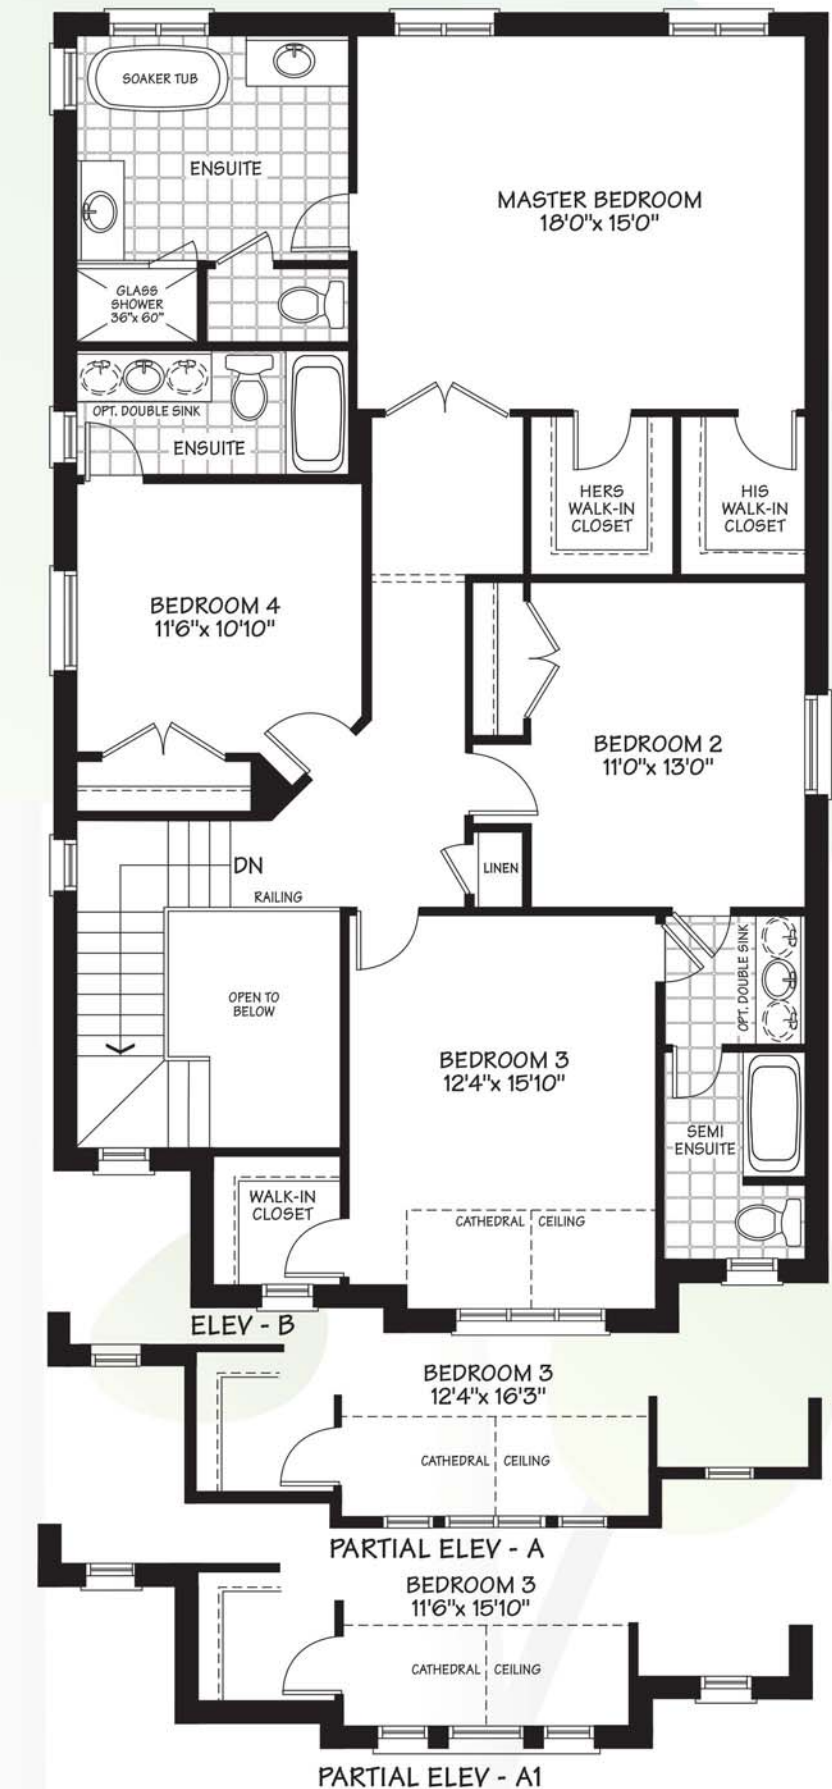 SOAKER TUB
ENSUITE
MASTER BEDROOM
18'0"x 15'0"
GLASS
SHOWER
36"x 60"
OPT. DOUBLE SINK
ENSUITE
HERS
WALK-IN
CLOSET
HIS
WALK-IN
CLOSET
BEDROOM 4
11'6"x 10'10"
BEDROOM 2
11'0"x 13'0"
DN
RAILING
LINEN
OPEN TO
BELOW
OPT. DOUBLE SINK
BEDROOM 3
12'4"x 15'10"
SEMI
ENSUITE
WALK-IN
CLOSET
CATHEDRAL CEILING
ELEV - B
BEDROOM 3
12'4"x 16'3"
CATHEDRAL CEILING
PARTIAL ELEV - A
BEDROOM 3
11'6"x 15'10"
CATHEDRAL CEILING
PARTIAL ELEV - A1